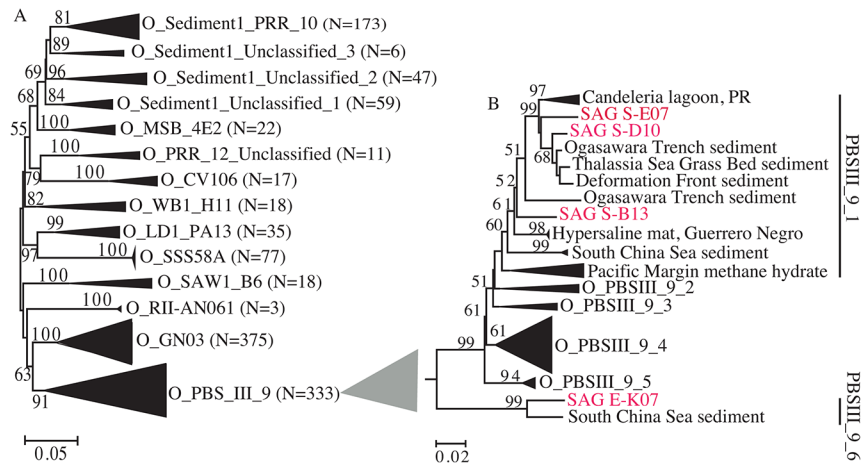 A
81
O_Sediment1_PRR_10 (N=173)
89
O_Sediment1_Unclassified_3 (N=6)
69
96
O_Sediment1_Unclassified_2 (N=47)
68
84
O_Sediment1_Unclassified_1 (N=59)
55
100
O_MSB_4E2 (N=22)
100
O_PRR_12_Unclassified (N=11)
79
100
O_CV106 (N=17)
82
O_WB1_H11 (N=18)
99
O_LD1_PA13 (N=35)
97
100
O_SSS58A (N=77)
100
O_SAW1_B6 (N=18)
100
O_RII-AN061 (N=3)
100
O_GN03 (N=375)
63
91
O_PBS_III_9 (N=333)
0.05
B
97
Candeleria lagoon, PR
99
SAG S-E07
SAG S-D10
51
68
Ogasawara Trench sediment
Thalassia Sea Grass Bed sediment
52
Deformation Front sediment
Ogasawara Trench sediment
61
SAG S-B13
60
98
Hypersaline mat, Guerrero Negro
99
South China Sea sediment
Pacific Margin methane hydrate
51
O_PBSIII_9_2
O_PBSIII_9_3
61
61
99
O_PBSIII_9_4
94
O_PBSIII_9_5
99
SAG E-K07
South China Sea sediment
0.02
PBSIII_9_1
PBSIII_9_6